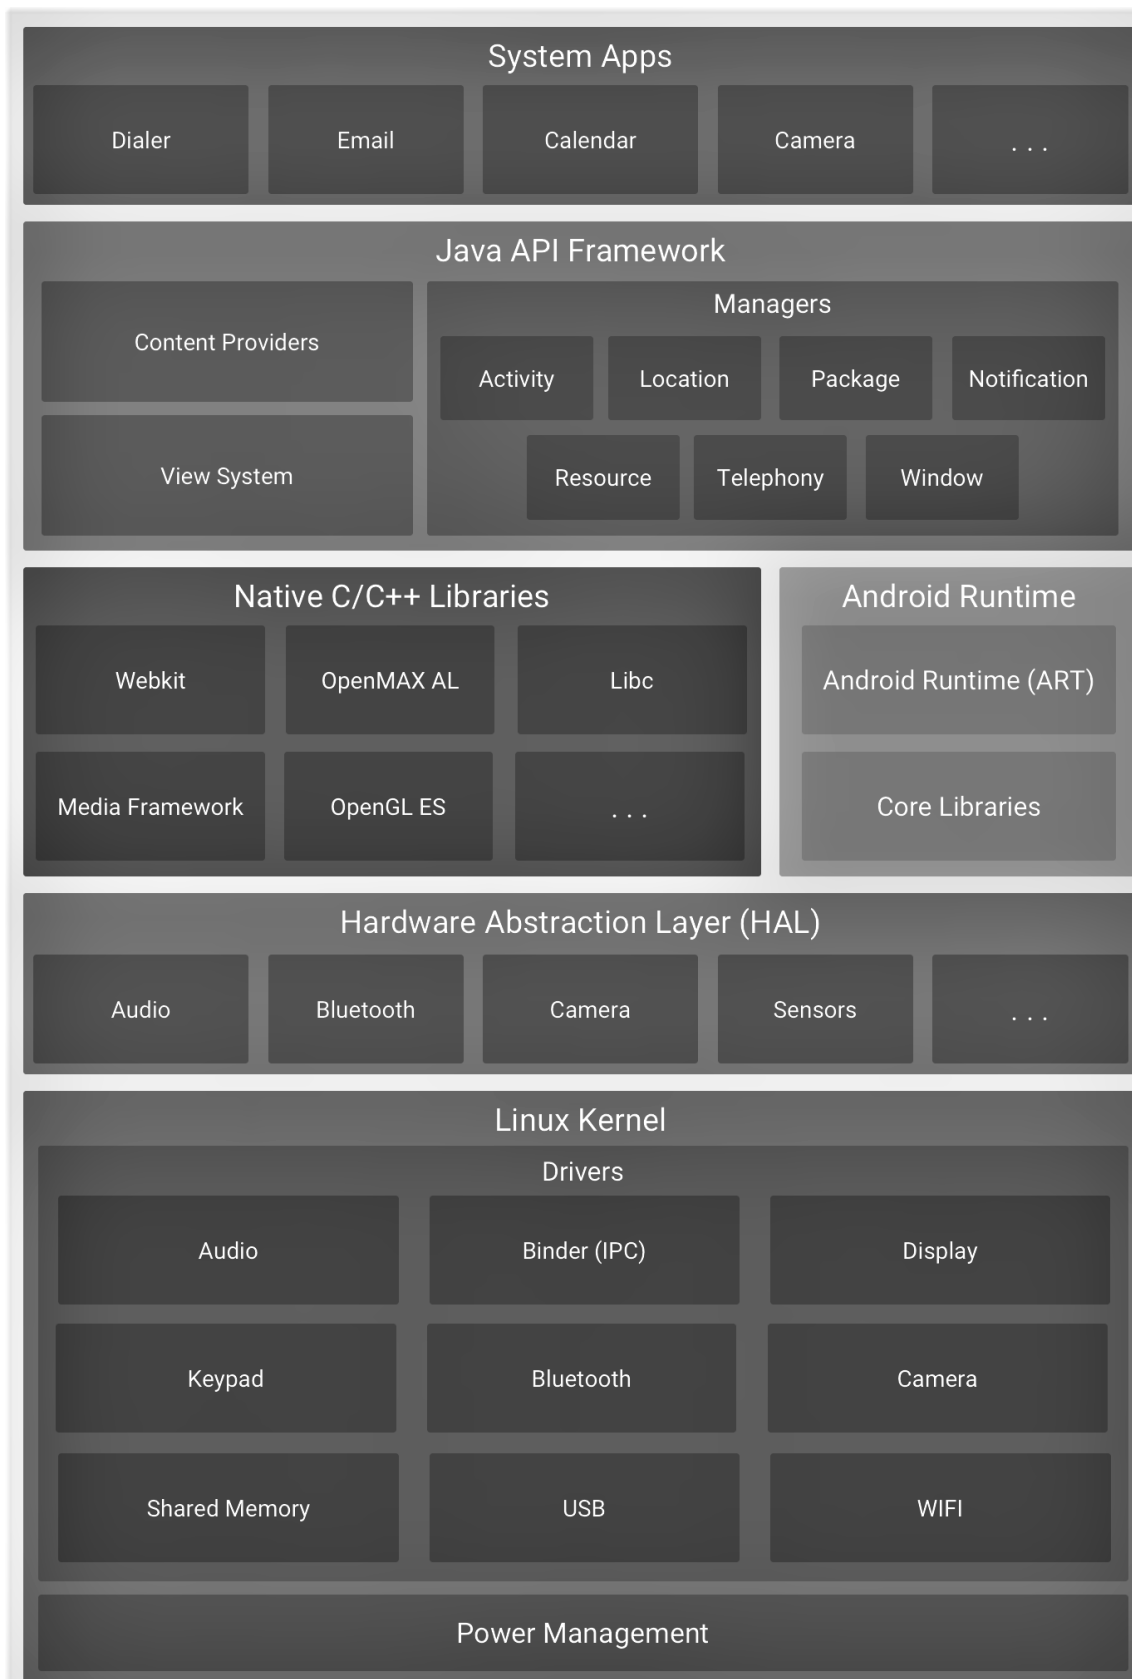 System Apps
Dialer Email Calendar Camera . . .
Java API Framework
Content Providers
View System
Managers
Activity Location Package Notification
Resource Telephony Window
Native C/C++ Libraries
Webkit OpenMAX AL Libc
Media Framework OpenGL ES . . .
Android Runtime
Android Runtime (ART)
Core Libraries
Hardware Abstraction Layer (HAL)
Audio Bluetooth Camera Sensors . . .
Linux Kernel
Drivers
Audio Binder (IPC) Display
Keypad Bluetooth Camera
Shared Memory USB WIFI
Power Management